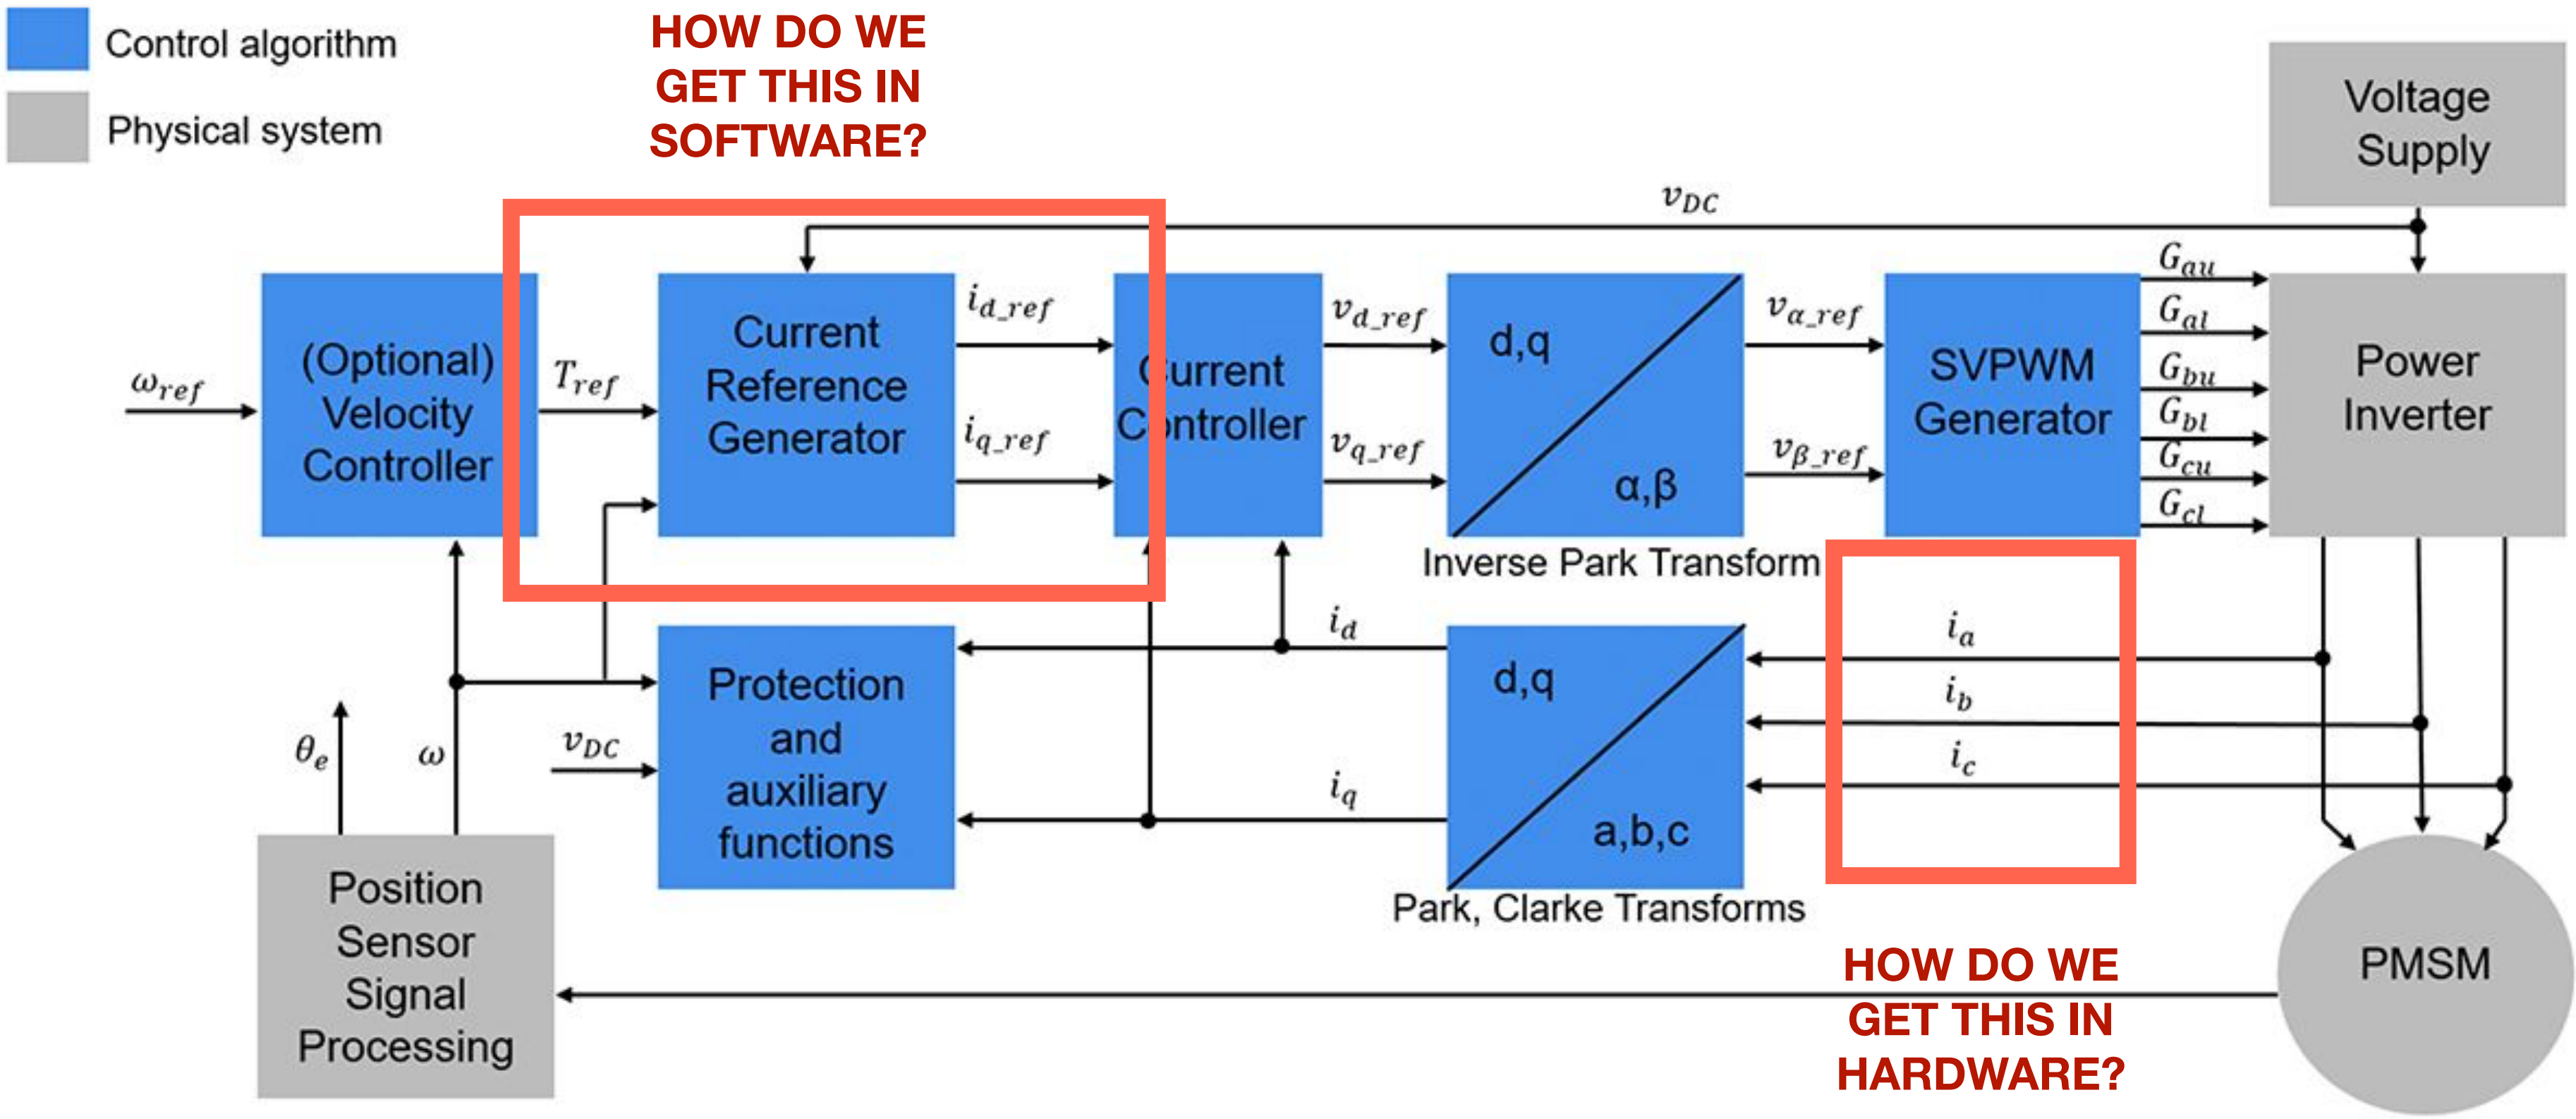 Control algorithm
Physical system
HOW DO WE
GET THIS IN
SOFTWARE?
Voltage
Supply
v_DC
ω_ref
(Optional)
Velocity
Controller
T_ref
Current
Reference
Generator
i_d_ref
i_q_ref
Current
Controller
v_d_ref
v_q_ref
d,q
α,β
Inverse Park Transform
v_α_ref
v_β_ref
SVPWM
Generator
G_au
G_al
G_bu
G_bl
G_cu
G_cl
Power
Inverter
θ_e
ω
v_DC
Protection
and
auxiliary
functions
i_d
i_q
d,q
a,b,c
Park, Clarke Transforms
i_a
i_b
i_c
Position
Sensor
Signal
Processing
HOW DO WE
GET THIS IN
HARDWARE?
PMSM